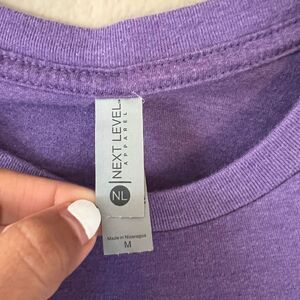 NEXT LEVEL
APPAREL
NL
Made in Nicaragua
M